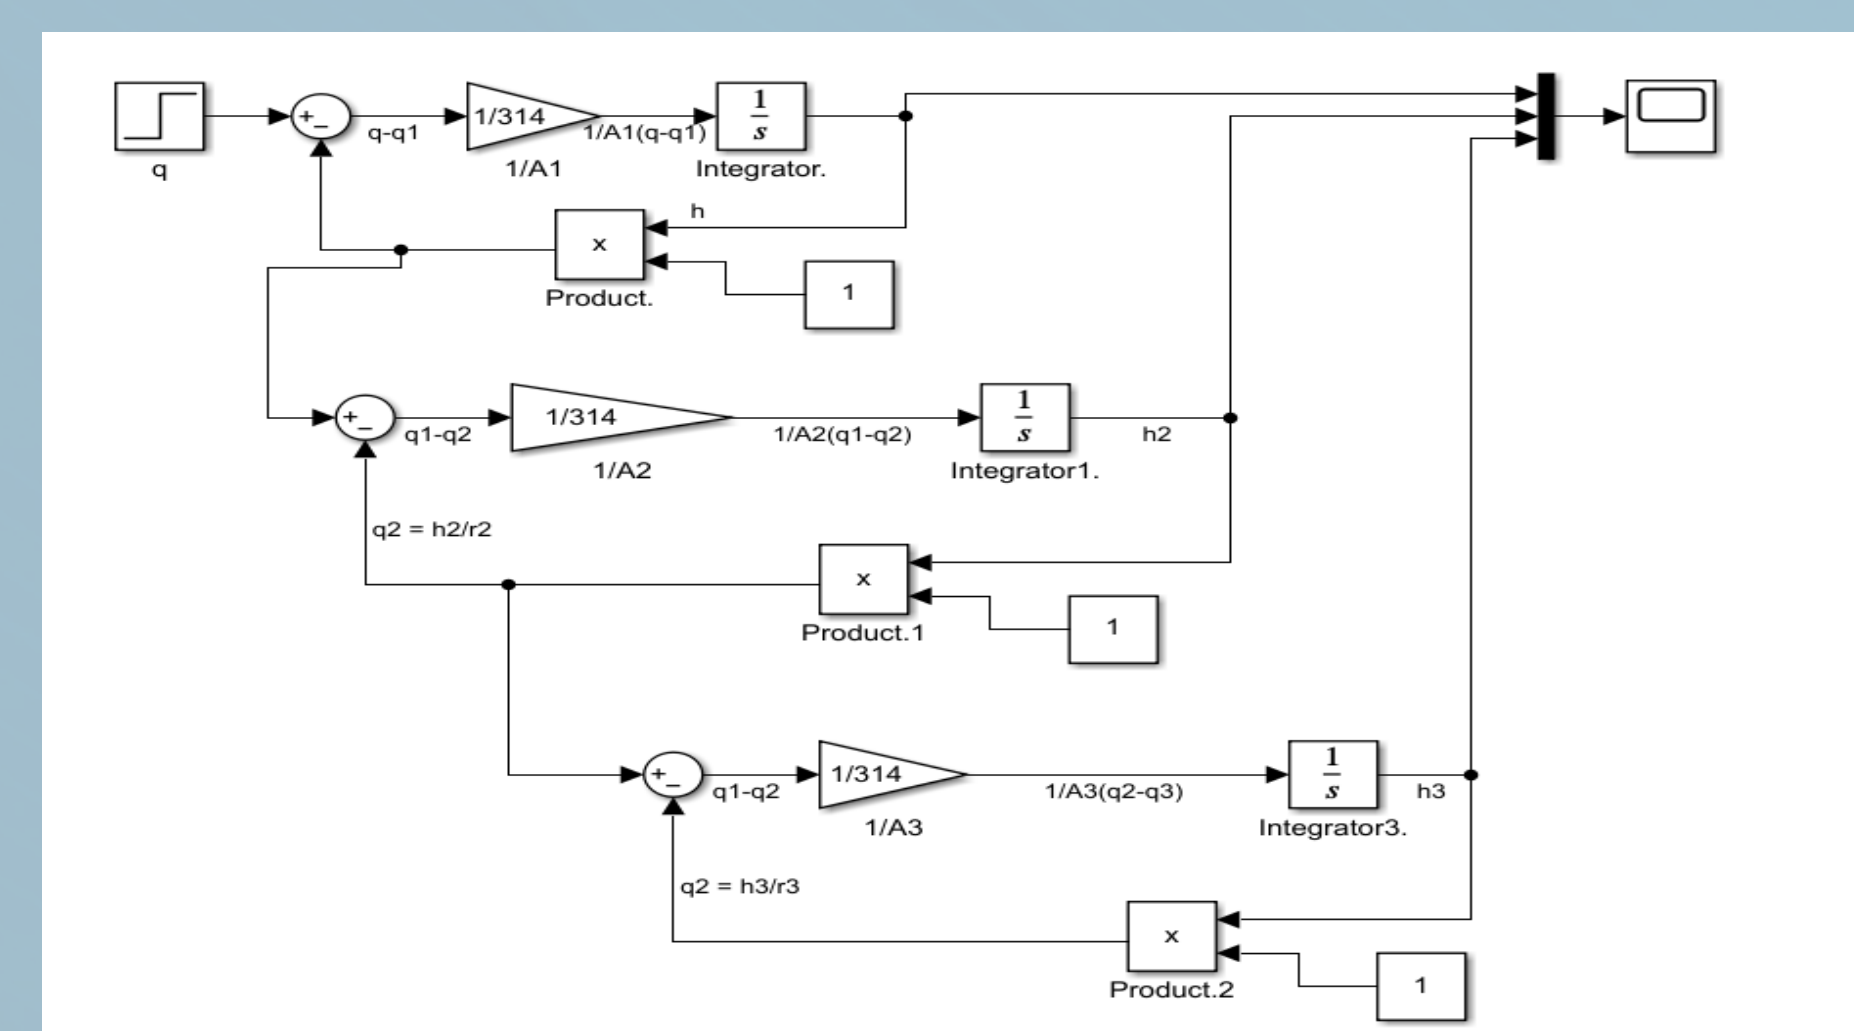 +
−
1/314
1
s
q-q1
1/A1(q-q1)
q
1/A1
Integrator.
h
x
1
Product.
+
−
1/314
1
s
q1-q2
1/A2(q1-q2)
h2
1/A2
Integrator1.
q2 = h2/r2
x
1
Product.1
+
−
1/314
1
s
q1-q2
1/A3(q2-q3)
h3
1/A3
Integrator3.
q2 = h3/r3
x
1
Product.2